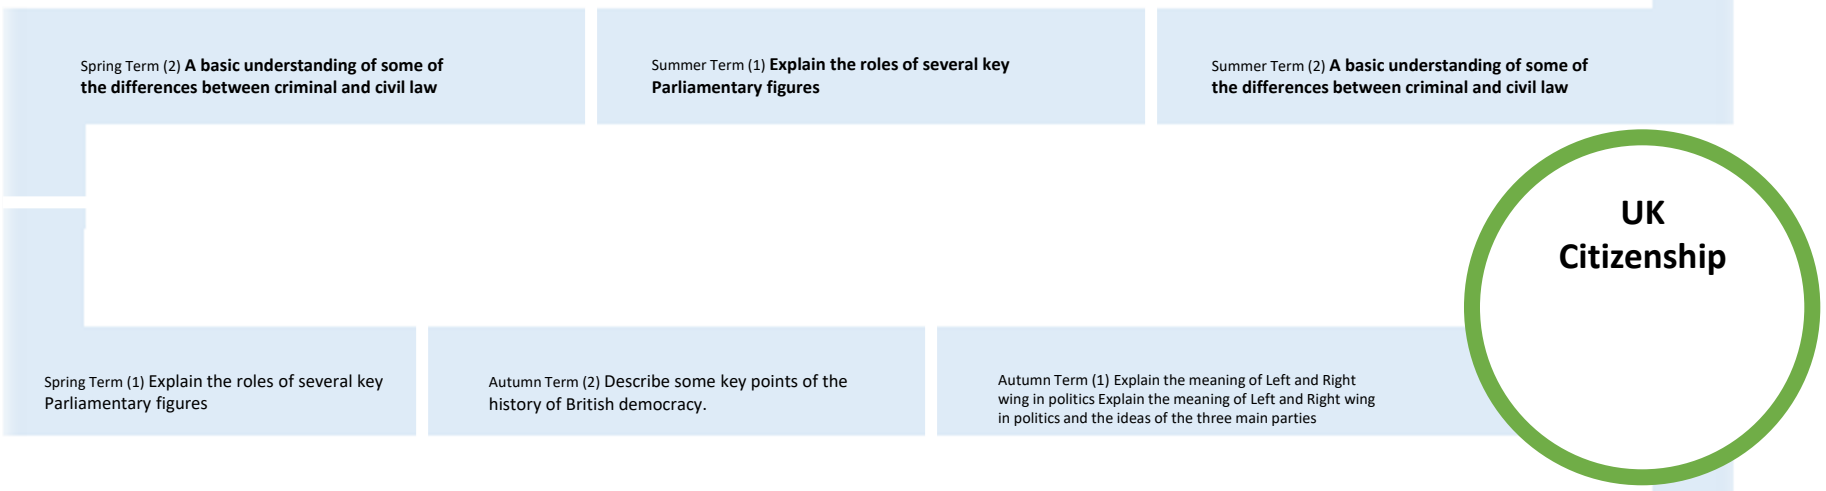 Spring Term (2) A basic understanding of some of
the differences between criminal and civil law
Summer Term (1) Explain the roles of several key
Parliamentary figures
Summer Term (2) A basic understanding of some of
the differences between criminal and civil law
UK
Citizenship
Spring Term (1) Explain the roles of several key
Parliamentary figures
Autumn Term (2) Describe some key points of the
history of British democracy.
Autumn Term (1) Explain the meaning of Left and Right
wing in politics Explain the meaning of Left and Right wing
in politics and the ideas of the three main parties